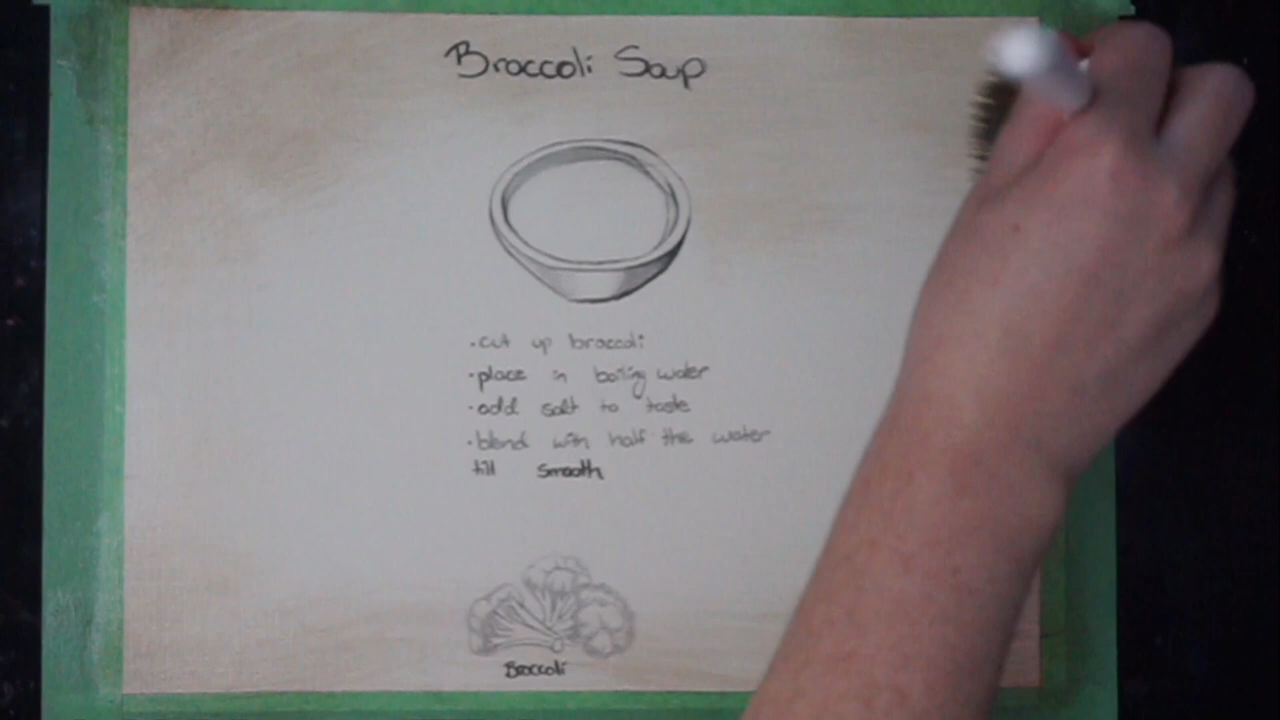 Broccoli Soup
·cut up broccoli
·place in boiling water
·add salt to taste
·blend with half the water
till smooth
Broccoli